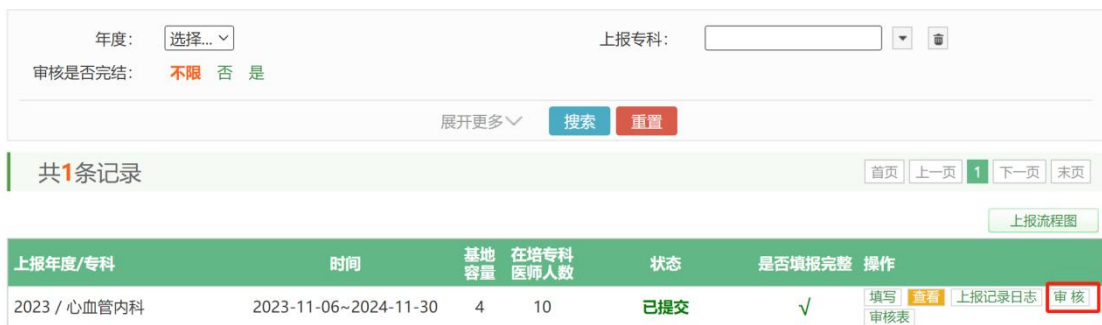 年度: 选择... 上报专科:
审核是否完结: 不限 否 是
展开更多 搜索 重置
共1条记录 首页 上一页 1 下一页 末页
上报流程图
上报年度/专科 时间 基地容量 在培专科医师人数 状态 是否填报完整 操作
2023 / 心血管内科 2023-11-06~2024-11-30 4 10 已提交 √ 填写 查看 上报记录日志 审 核
审核表